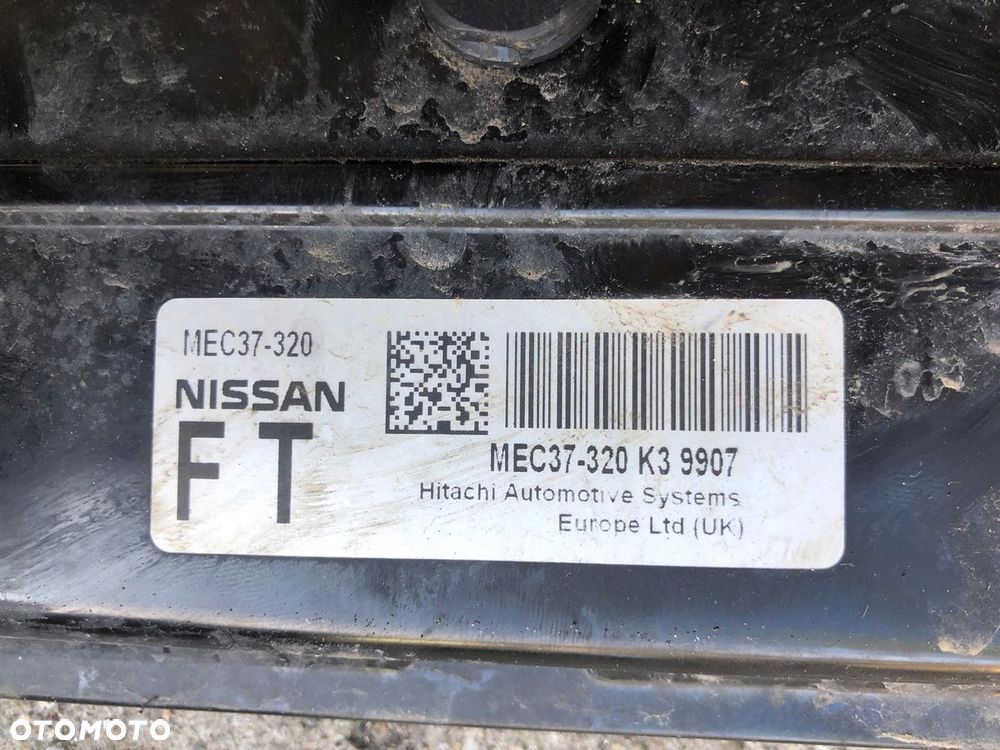 MEC37-320
NISSAN
FT
MEC37-320 K3 9907
Hitachi Automotive Systems
Europe Ltd (UK)
OTOMOTO